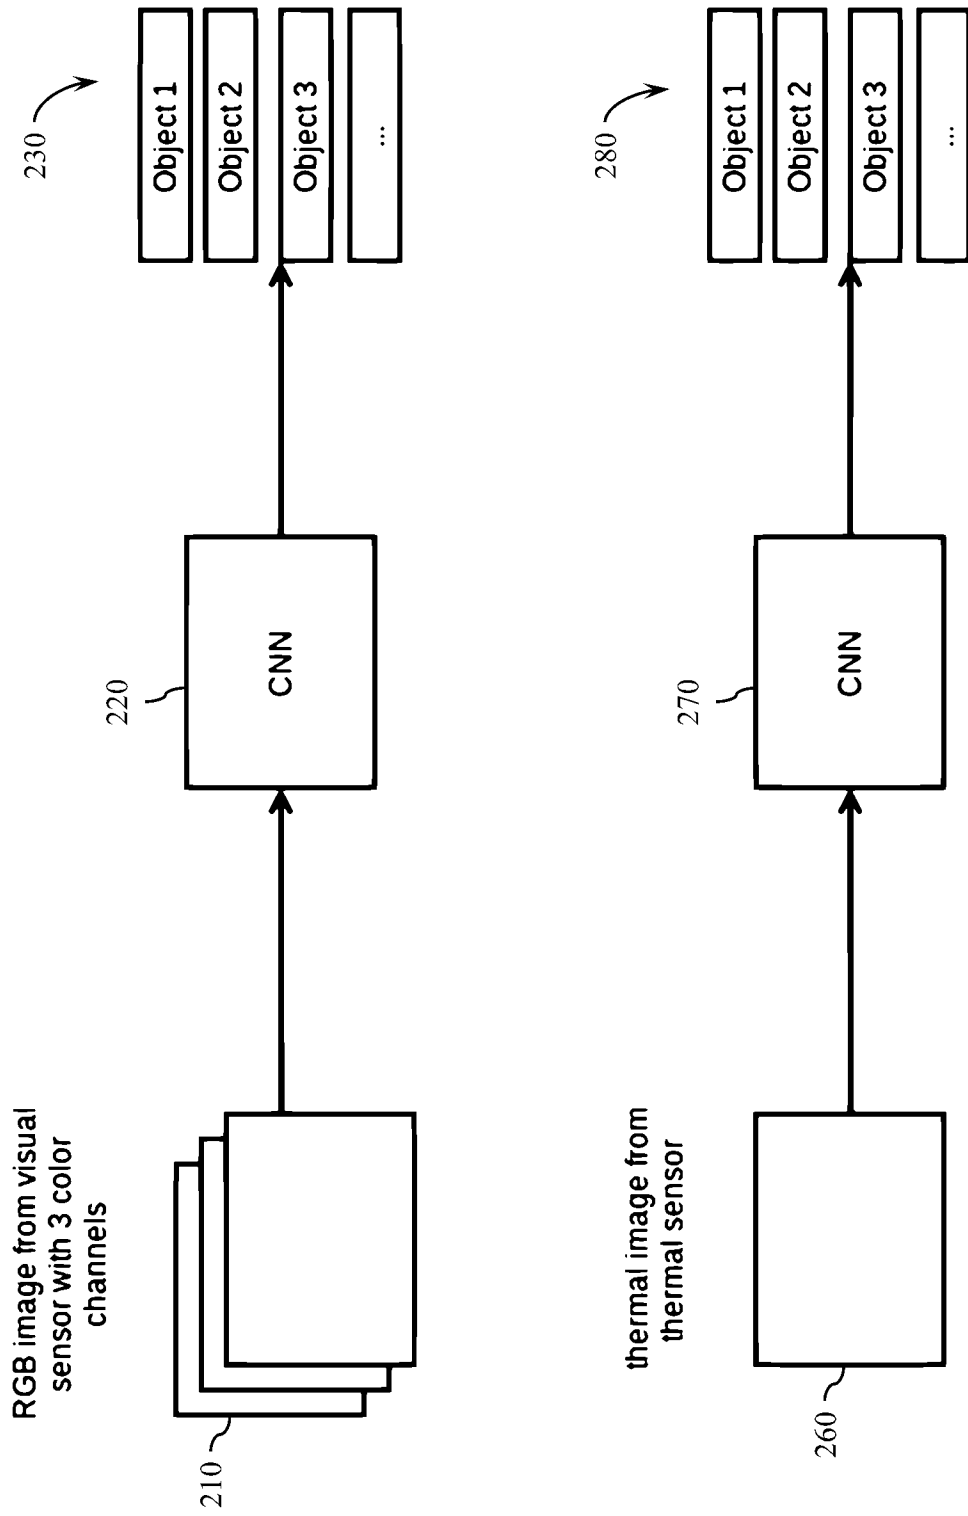 RGB image from visual
sensor with 3 color
channels
210
220
CNN
230
Object 1
Object 2
Object 3
...
thermal image from
thermal sensor
260
270
CNN
280
Object 1
Object 2
Object 3
...